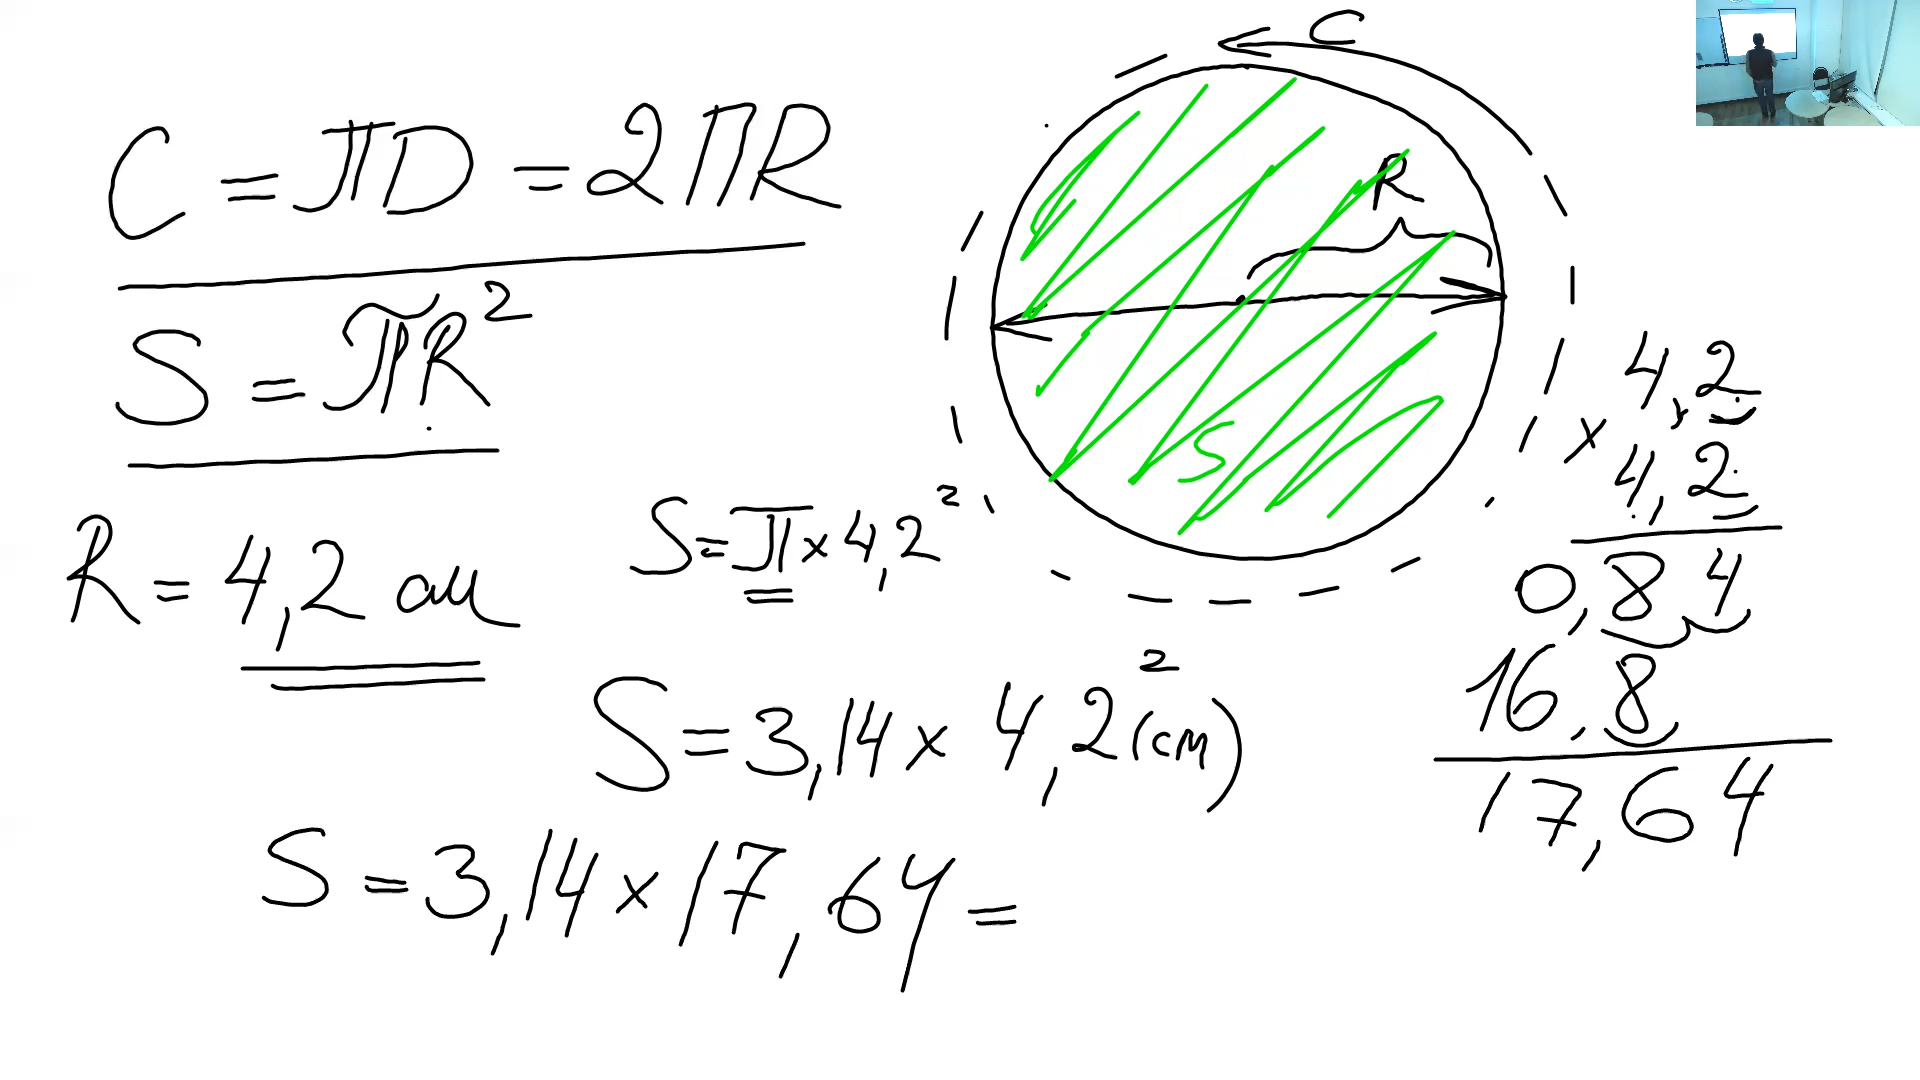 C
C = πD = 2πR
R
S = πR²
S
R = 4,2 см
S = π × 4,2²
S = 3,14 × 4,2² (см)
S = 3,14 × 17,64 =
4,2
× 4,2
0,84
16,8
17,64